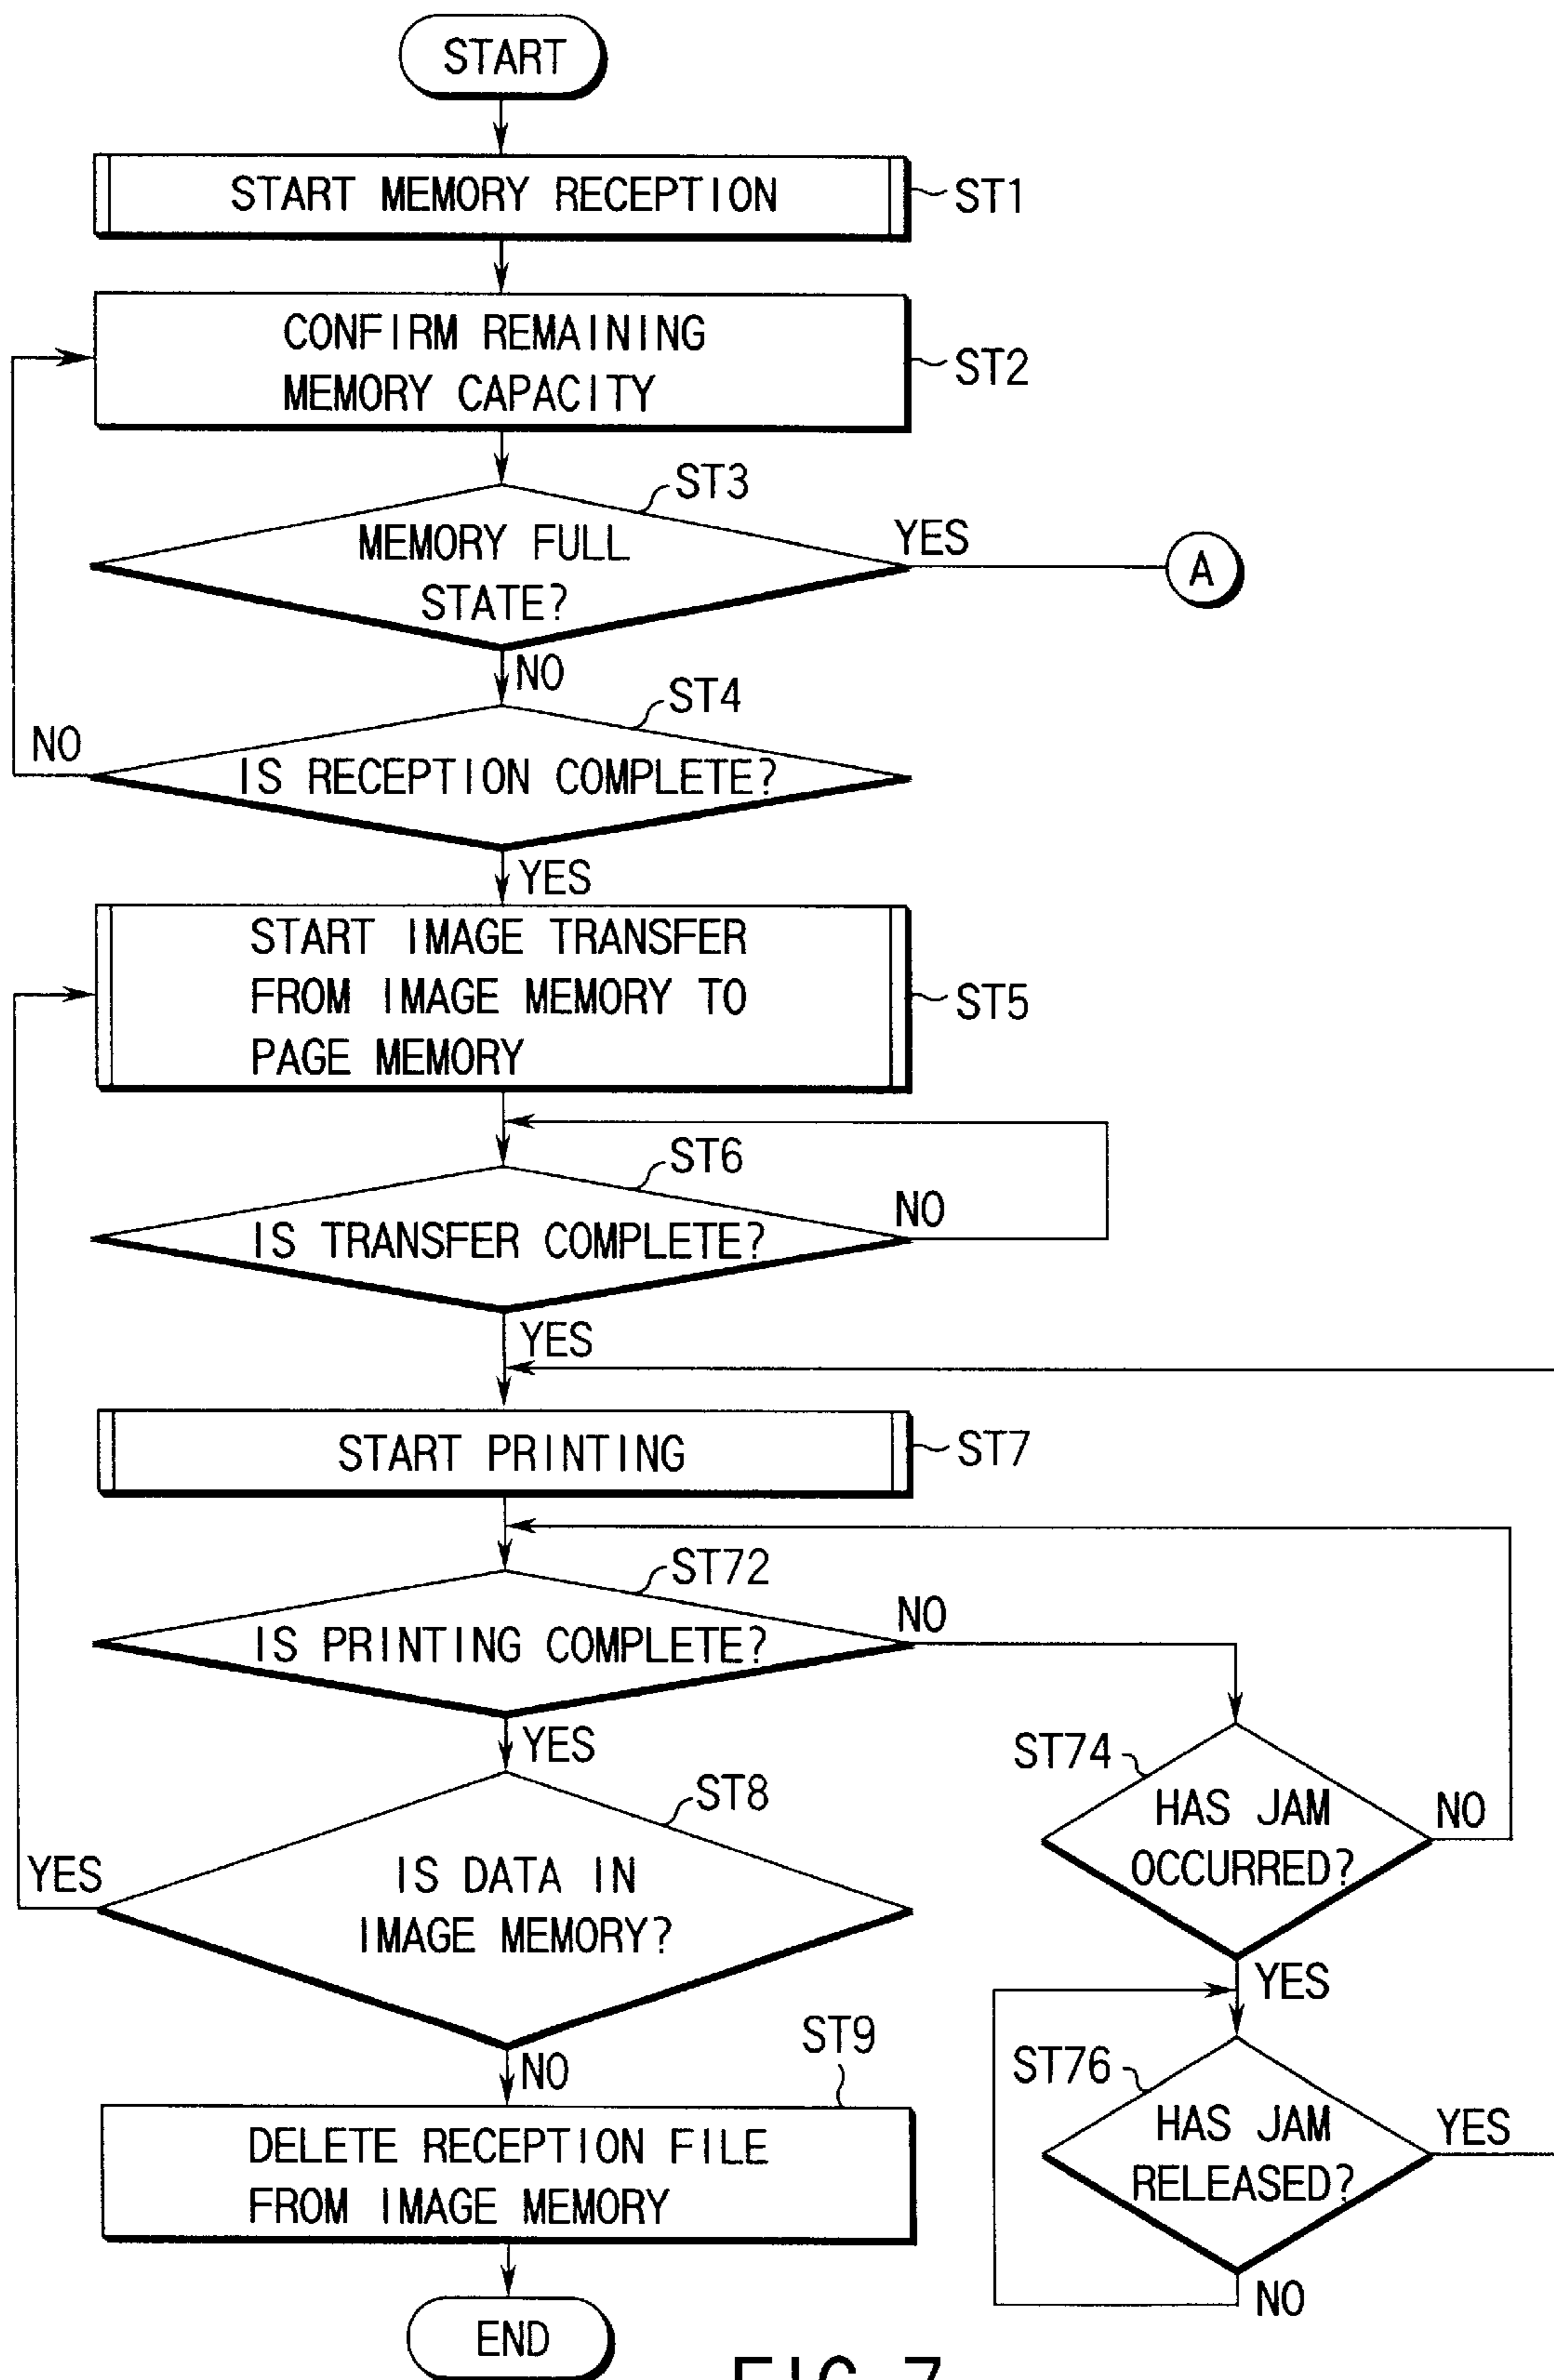 START
START MEMORY RECEPTION
ST1
CONFIRM REMAINING
MEMORY CAPACITY
ST2
ST3
MEMORY FULL
STATE?
YES
A
NO
ST4
NO
IS RECEPTION COMPLETE?
YES
START IMAGE TRANSFER
FROM IMAGE MEMORY TO
PAGE MEMORY
ST5
ST6
NO
IS TRANSFER COMPLETE?
YES
START PRINTING
ST7
ST72
NO
IS PRINTING COMPLETE?
YES
ST74
HAS JAM
OCCURRED?
NO
ST8
YES
IS DATA IN
IMAGE MEMORY?
YES
NO
ST9
ST76
HAS JAM
RELEASED?
YES
NO
DELETE RECEPTION FILE
FROM IMAGE MEMORY
END
FIG. 7